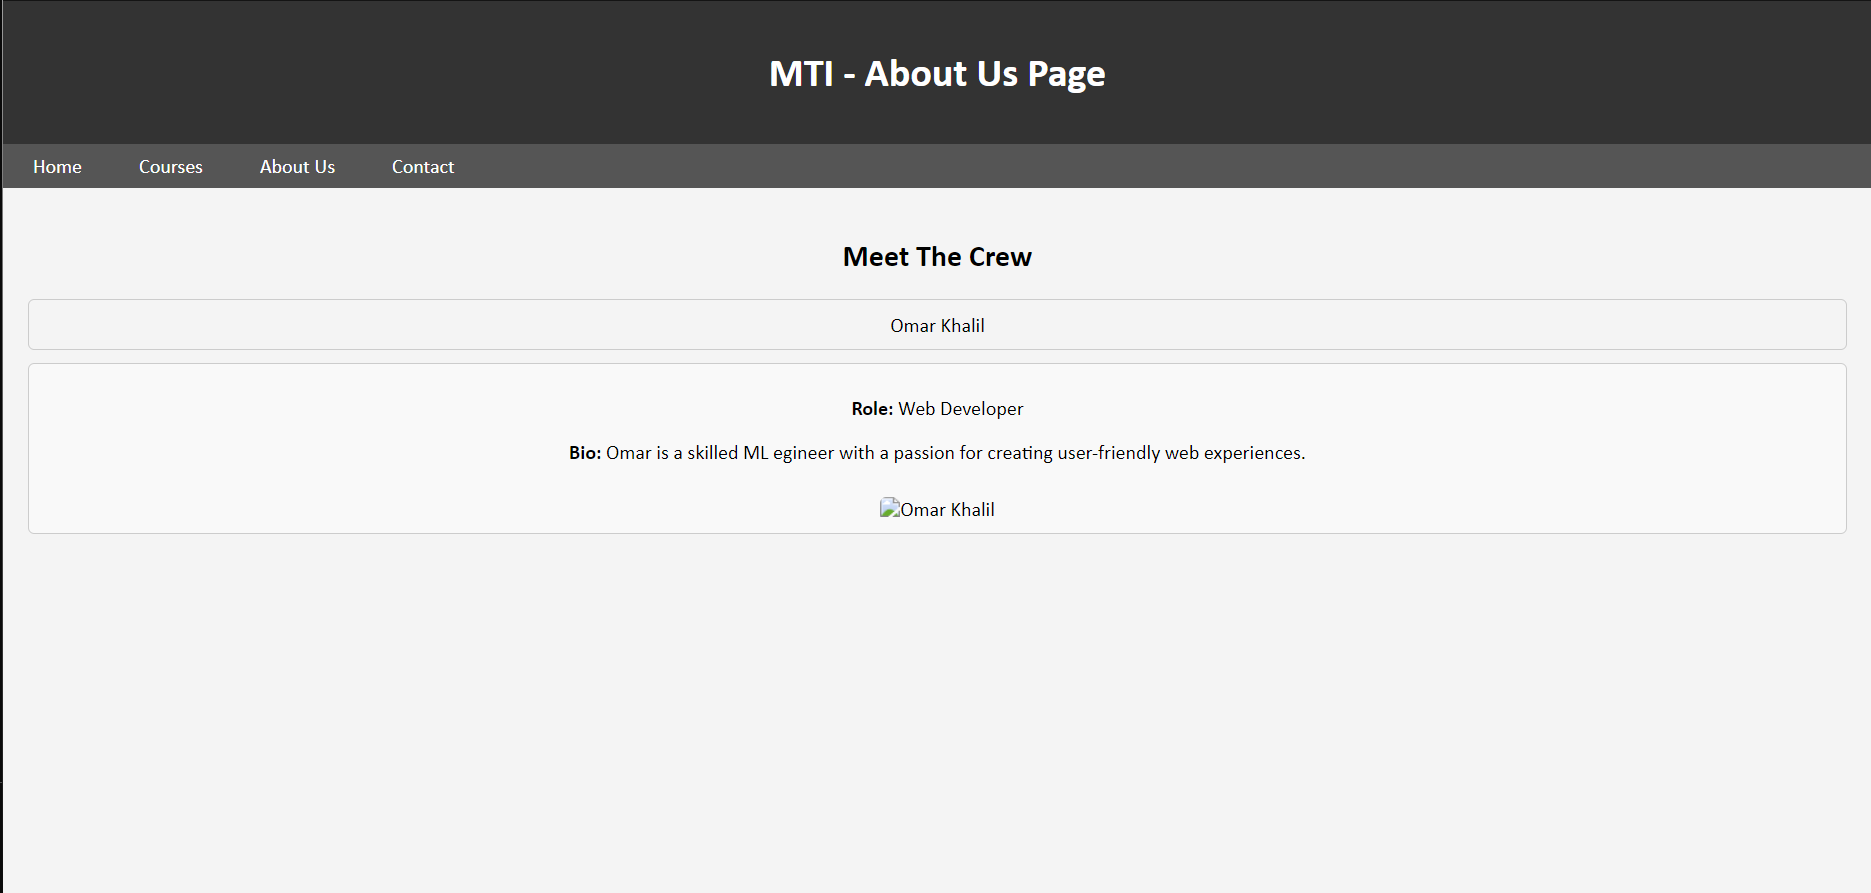 MTI - About Us Page
Home Courses About Us Contact
Meet The Crew
Omar Khalil
Role: Web Developer
Bio: Omar is a skilled ML egineer with a passion for creating user-friendly web experiences.
Omar Khalil